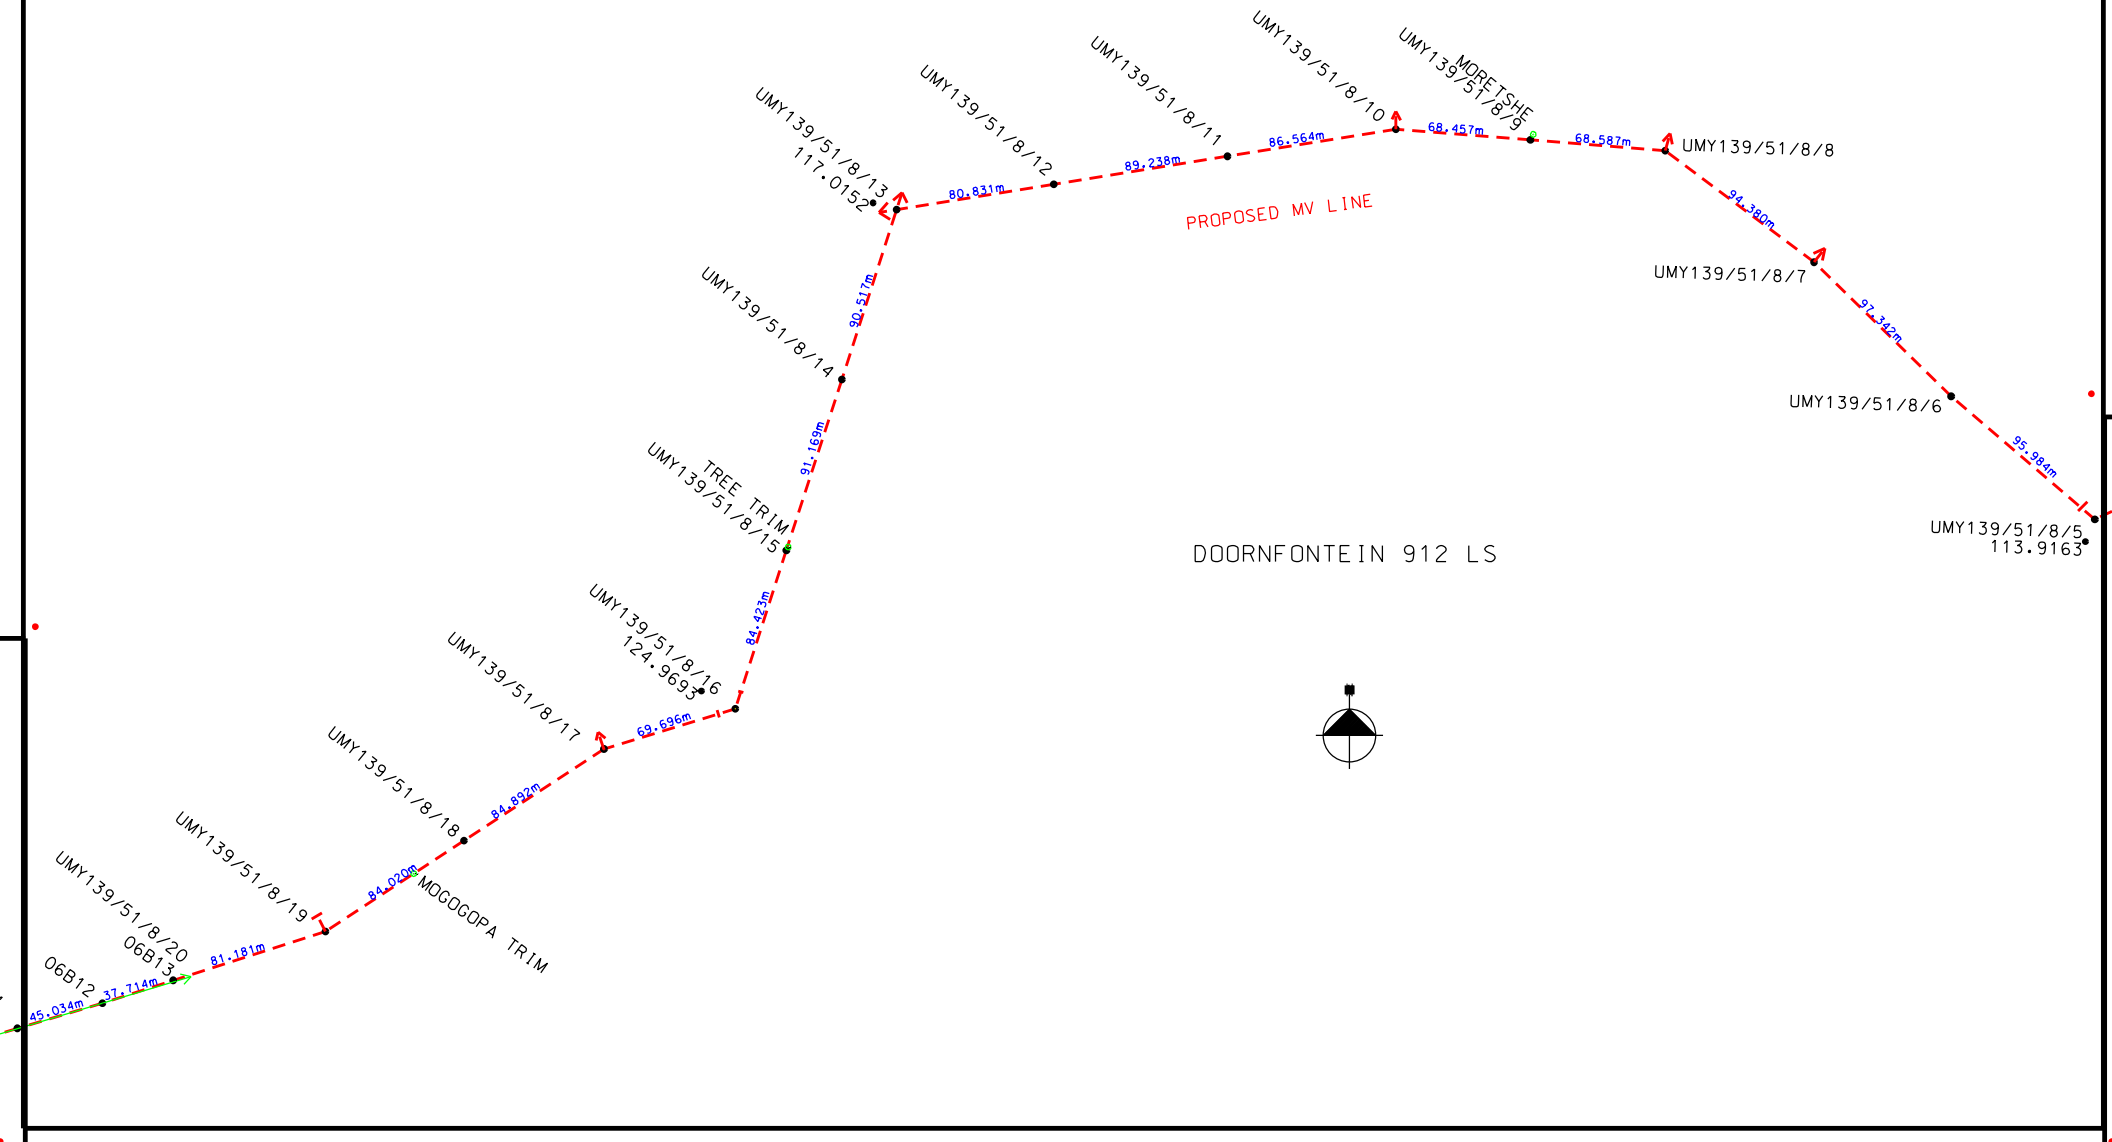 UMY139/51/8/10
UMY139/51/8/9
MORETSHE
UMY139/51/8/11
UMY139/51/8/12
UMY139/51/8/13
117.0152
68.457m
68.587m
86.564m
89.238m
80.831m
UMY139/51/8/8
94.380m
PROPOSED MV LINE
UMY139/51/8/7
UMY139/51/8/14
90.517m
97.342m
UMY139/51/8/6
91.169m
95.984m
TREE TRIM
UMY139/51/8/15
UMY139/51/8/5
113.9163
DOORNFONTEIN 912 LS
84.423m
UMY139/51/8/16
124.9693
UMY139/51/8/17
69.696m
UMY139/51/8/18
84.892m
UMY139/51/8/19
84.020m
MOGOGOPA TRIM
UMY139/51/8/20
06B13
81.181m
06B12
37.714m
45.034m